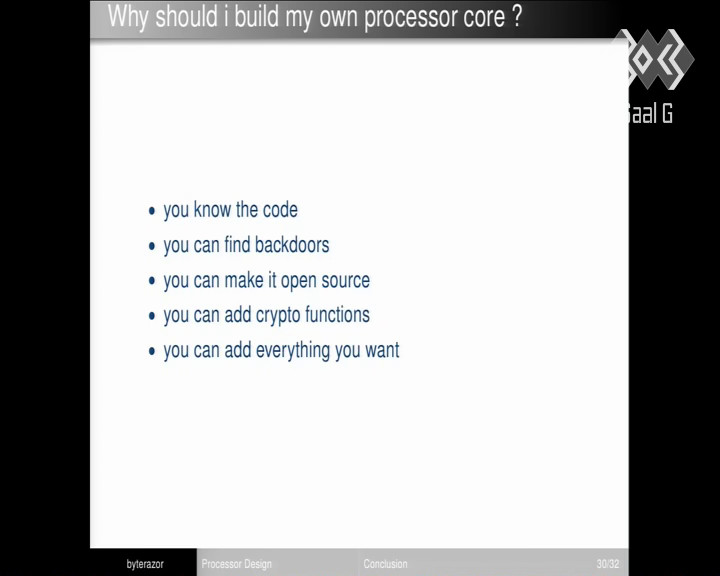 Why should i build my own processor core ?
Saal G
• you know the code
• you can find backdoors
• you can make it open source
• you can add crypto functions
• you can add everything you want
byterazor Processor Design Conclusion 30/32